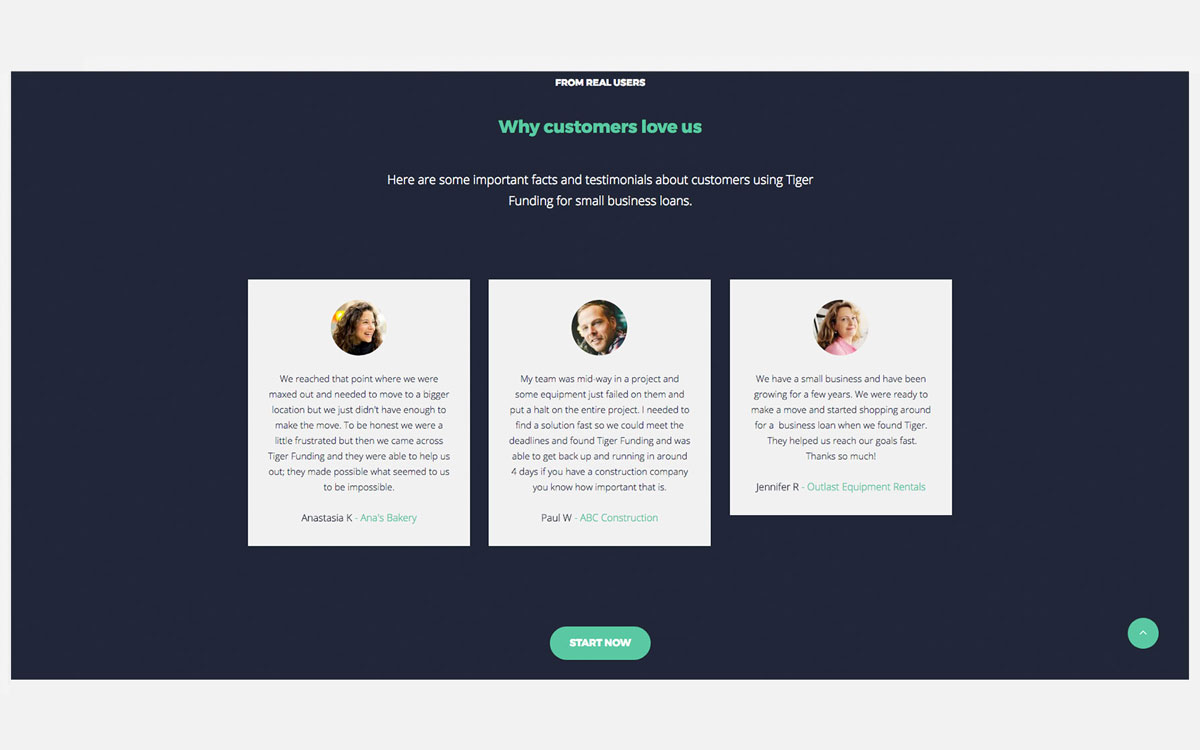 FROM REAL USERS
Why customers love us
Here are some important facts and testimonials about customers using Tiger
Funding for small business loans.
We reached that point where we were
maxed out and needed to move to a bigger
location but we just didn't have enough to
make the move. To be honest we were a
little frustrated but then we came across
Tiger Funding and they were able to help us
out; they made possible what seemed to us
to be impossible.
Anastasia K - Ana's Bakery
My team was mid-way in a project and
some equipment just failed on them and
put a halt on the entire project. I needed to
find a solution fast so we could meet the
deadlines and found Tiger Funding and was
able to get back up and running in around
4 days if you have a construction company
you know how important that is.
Paul W - ABC Construction
We have a small business and have been
growing for a few years. We were ready to
make a move and started shopping around
for a business loan when we found Tiger.
They helped us reach our goals fast.
Thanks so much!
Jennifer R - Outlast Equipment Rentals
START NOW